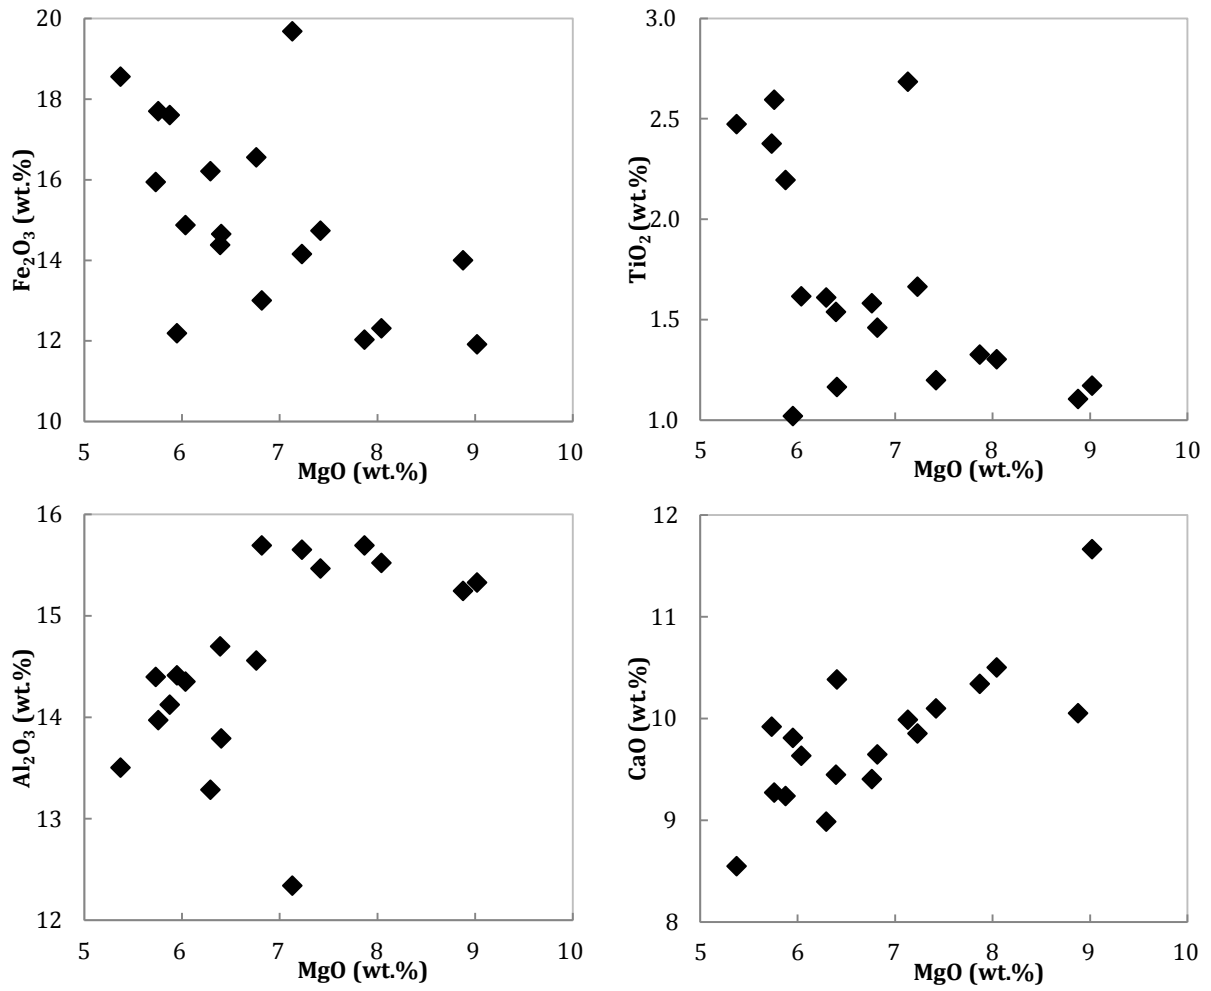 20
18
16
14
12
10
Fe₂O₃ (wt.%)
5 6 7 8 9 10
MgO (wt.%)
3.0
2.5
2.0
1.5
1.0
TiO₂ (wt.%)
5 6 7 8 9 10
MgO (wt.%)
16
15
14
13
12
Al₂O₃ (wt.%)
5 6 7 8 9 10
MgO (wt.%)
12
11
10
9
8
CaO (wt.%)
5 6 7 8 9 10
MgO (wt.%)